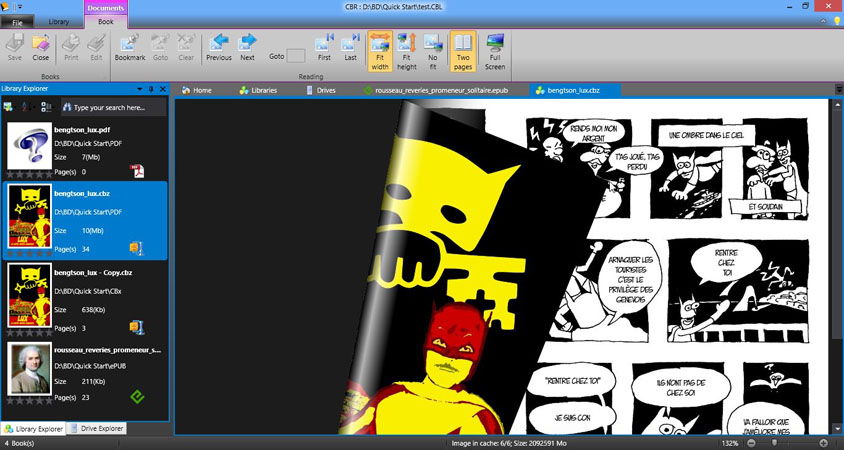 CBR : D:\BD\Quick Start\test.CBL
Documents
File
Library
Book
Save
Close
Print
Edit
Bookmark
Goto
Clear
Previous
Next
Goto
First
Last
Fit width
Fit height
No fit
Two pages
Full Screen
Books
Reading
Library Explorer
Type your search here...
bengtson_lux.pdf
D:\BD\Quick Start\PDF
Size 7(Mb)
Page(s) 0
bengtson_lux.cbz
D:\BD\Quick Start\PDF
Size 10(Mb)
Page(s) 34
bengtson_lux - Copy.cbz
D:\BD\Quick Start\CBx
Size 638(Kb)
Page(s) 3
rousseau_reveries_promeneur_s...
D:\BD\Quick Start\ePUB
Size 211(Kb)
Page(s) 23
Library Explorer
Drive Explorer
Home
Libraries
Drives
rousseau_reveries_promeneur_solitaire.epub
bengtson_lux.cbz
RENDS MOI MON
ARGENT
T'AS JOUÉ, T'AS
PERDU
UNE OMBRE DANS LE CIEL
ET SOUDAIN
ARNAQUER LES
TOURISTES
C'EST LE
PRIVILÈGE DES
GENEVOIS
RENTRE
CHEZ
TOI
"RENTRE CHEZ TOI"
JE SUIS CON
ILS N'ONT PAS DE
CHEZ SOI
VA FALLOIR QUE
J'AMÉLIORE MES
LUX
LUX
4 Book(s)
Image in cache: 6/6; Size: 2092591 Mo
132%